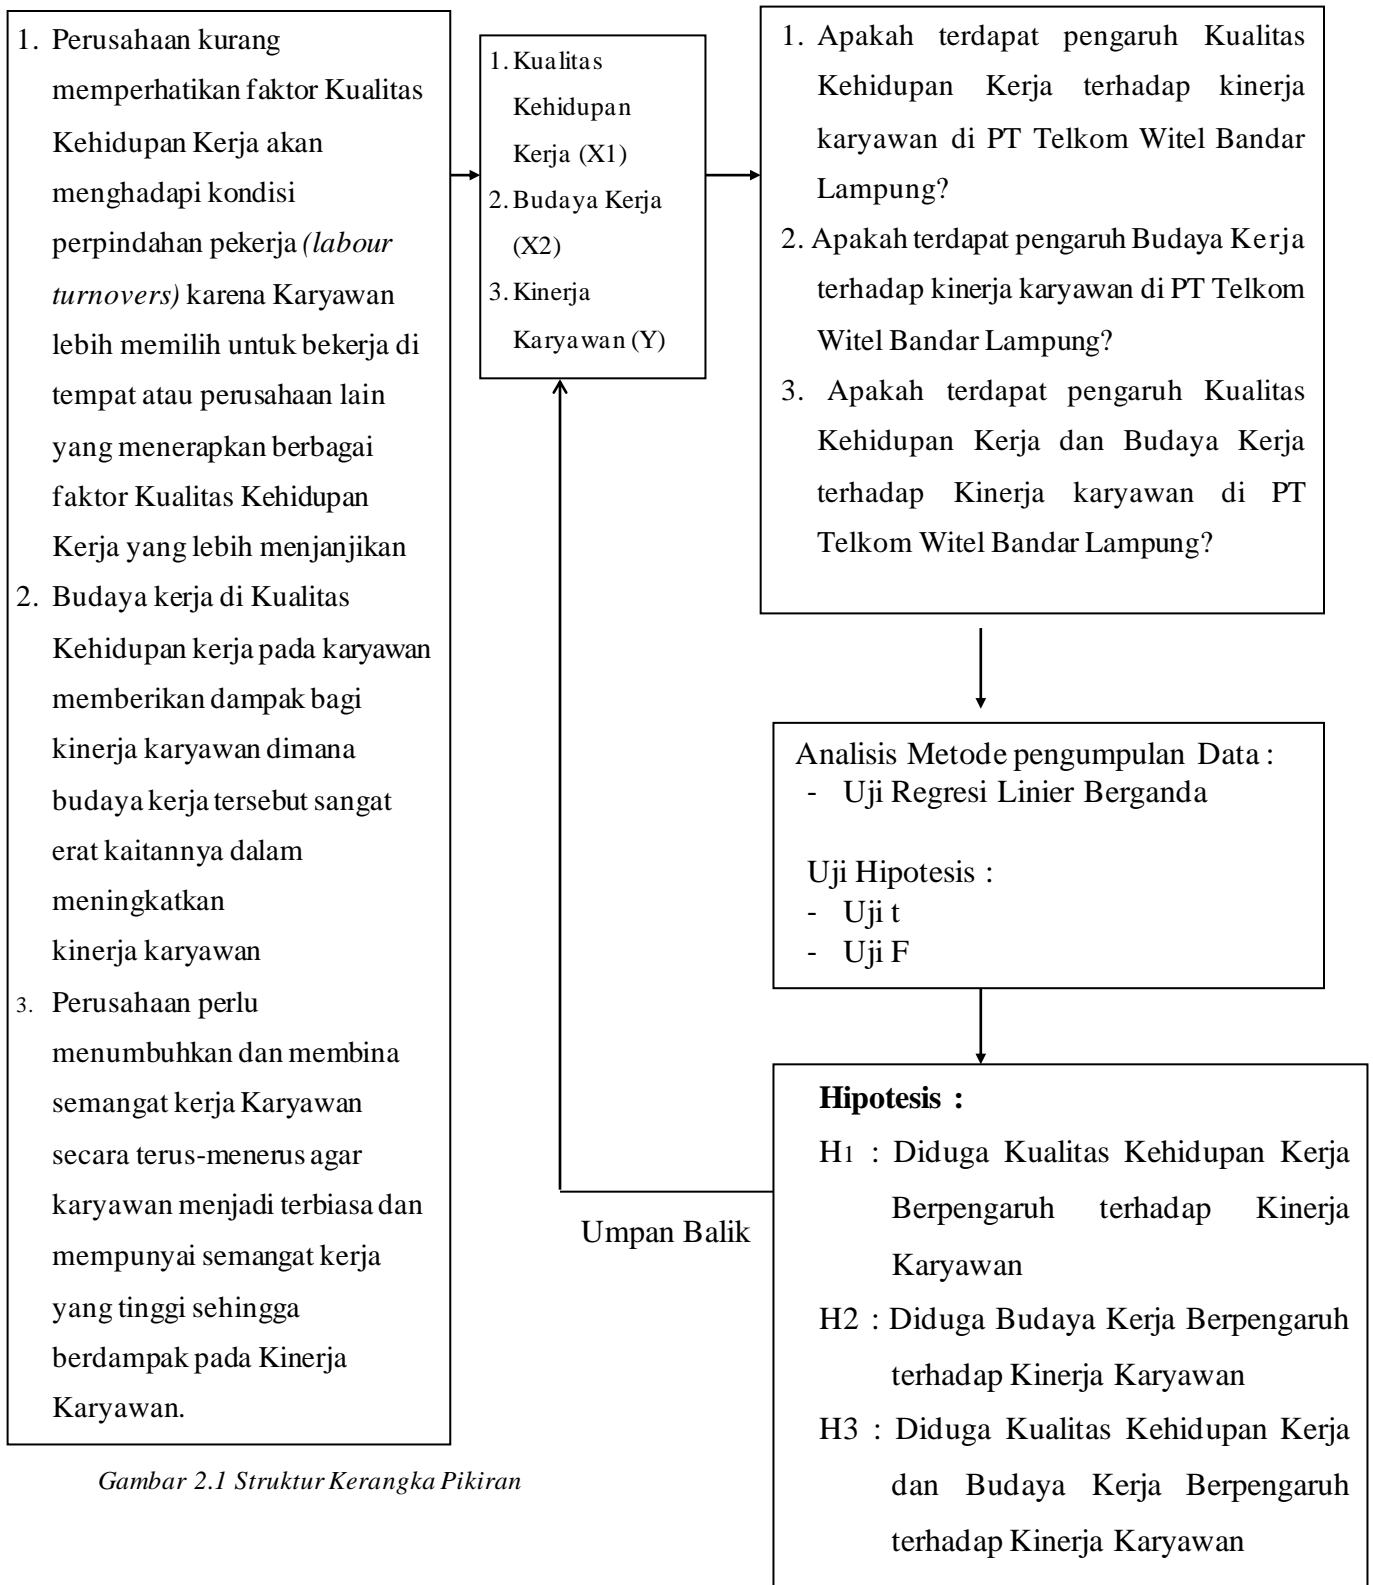 1. Perusahaan kurang
memperhatikan faktor Kualitas
Kehidupan Kerja akan
menghadapi kondisi
perpindahan pekerja (labour
turnovers) karena Karyawan
lebih memilih untuk bekerja di
tempat atau perusahaan lain
yang menerapkan berbagai
faktor Kualitas Kehidupan
Kerja yang lebih menjanjikan
2. Budaya kerja di Kualitas
Kehidupan kerja pada karyawan
memberikan dampak bagi
kinerja karyawan dimana
budaya kerja tersebut sangat
erat kaitannya dalam
meningkatkan
kinerja karyawan
3. Perusahaan perlu
menumbuhkan dan membina
semangat kerja Karyawan
secara terus-menerus agar
karyawan menjadi terbiasa dan
mempunyai semangat kerja
yang tinggi sehingga
berdampak pada Kinerja
Karyawan.
1. Kualitas
Kehidupan
Kerja (X1)
2. Budaya Kerja
(X2)
3. Kinerja
Karyawan (Y)
1. Apakah terdapat pengaruh Kualitas
Kehidupan Kerja terhadap kinerja
karyawan di PT Telkom Witel Bandar
Lampung?
2. Apakah terdapat pengaruh Budaya Kerja
terhadap kinerja karyawan di PT Telkom
Witel Bandar Lampung?
3. Apakah terdapat pengaruh Kualitas
Kehidupan Kerja dan Budaya Kerja
terhadap Kinerja karyawan di PT
Telkom Witel Bandar Lampung?
Analisis Metode pengumpulan Data :
- Uji Regresi Linier Berganda
Uji Hipotesis :
- Uji t
- Uji F
Hipotesis :
H1 : Diduga Kualitas Kehidupan Kerja
Berpengaruh terhadap Kinerja
Karyawan
H2 : Diduga Budaya Kerja Berpengaruh
terhadap Kinerja Karyawan
H3 : Diduga Kualitas Kehidupan Kerja
dan Budaya Kerja Berpengaruh
terhadap Kinerja Karyawan
Umpan Balik
Gambar 2.1 Struktur Kerangka Pikiran